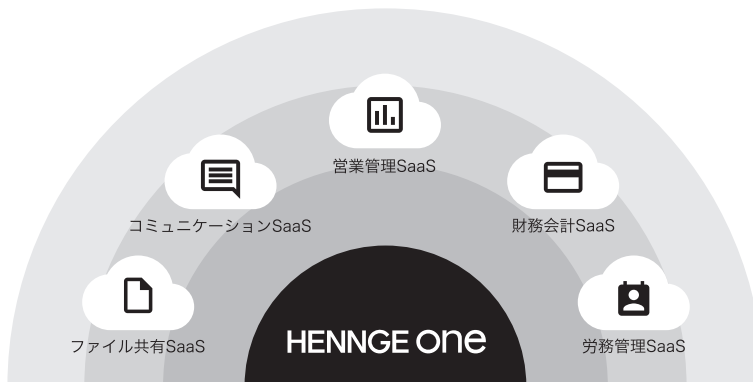 営業管理SaaS
コミュニケーションSaaS
財務会計SaaS
ファイル共有SaaS
労務管理SaaS
HENNGE one